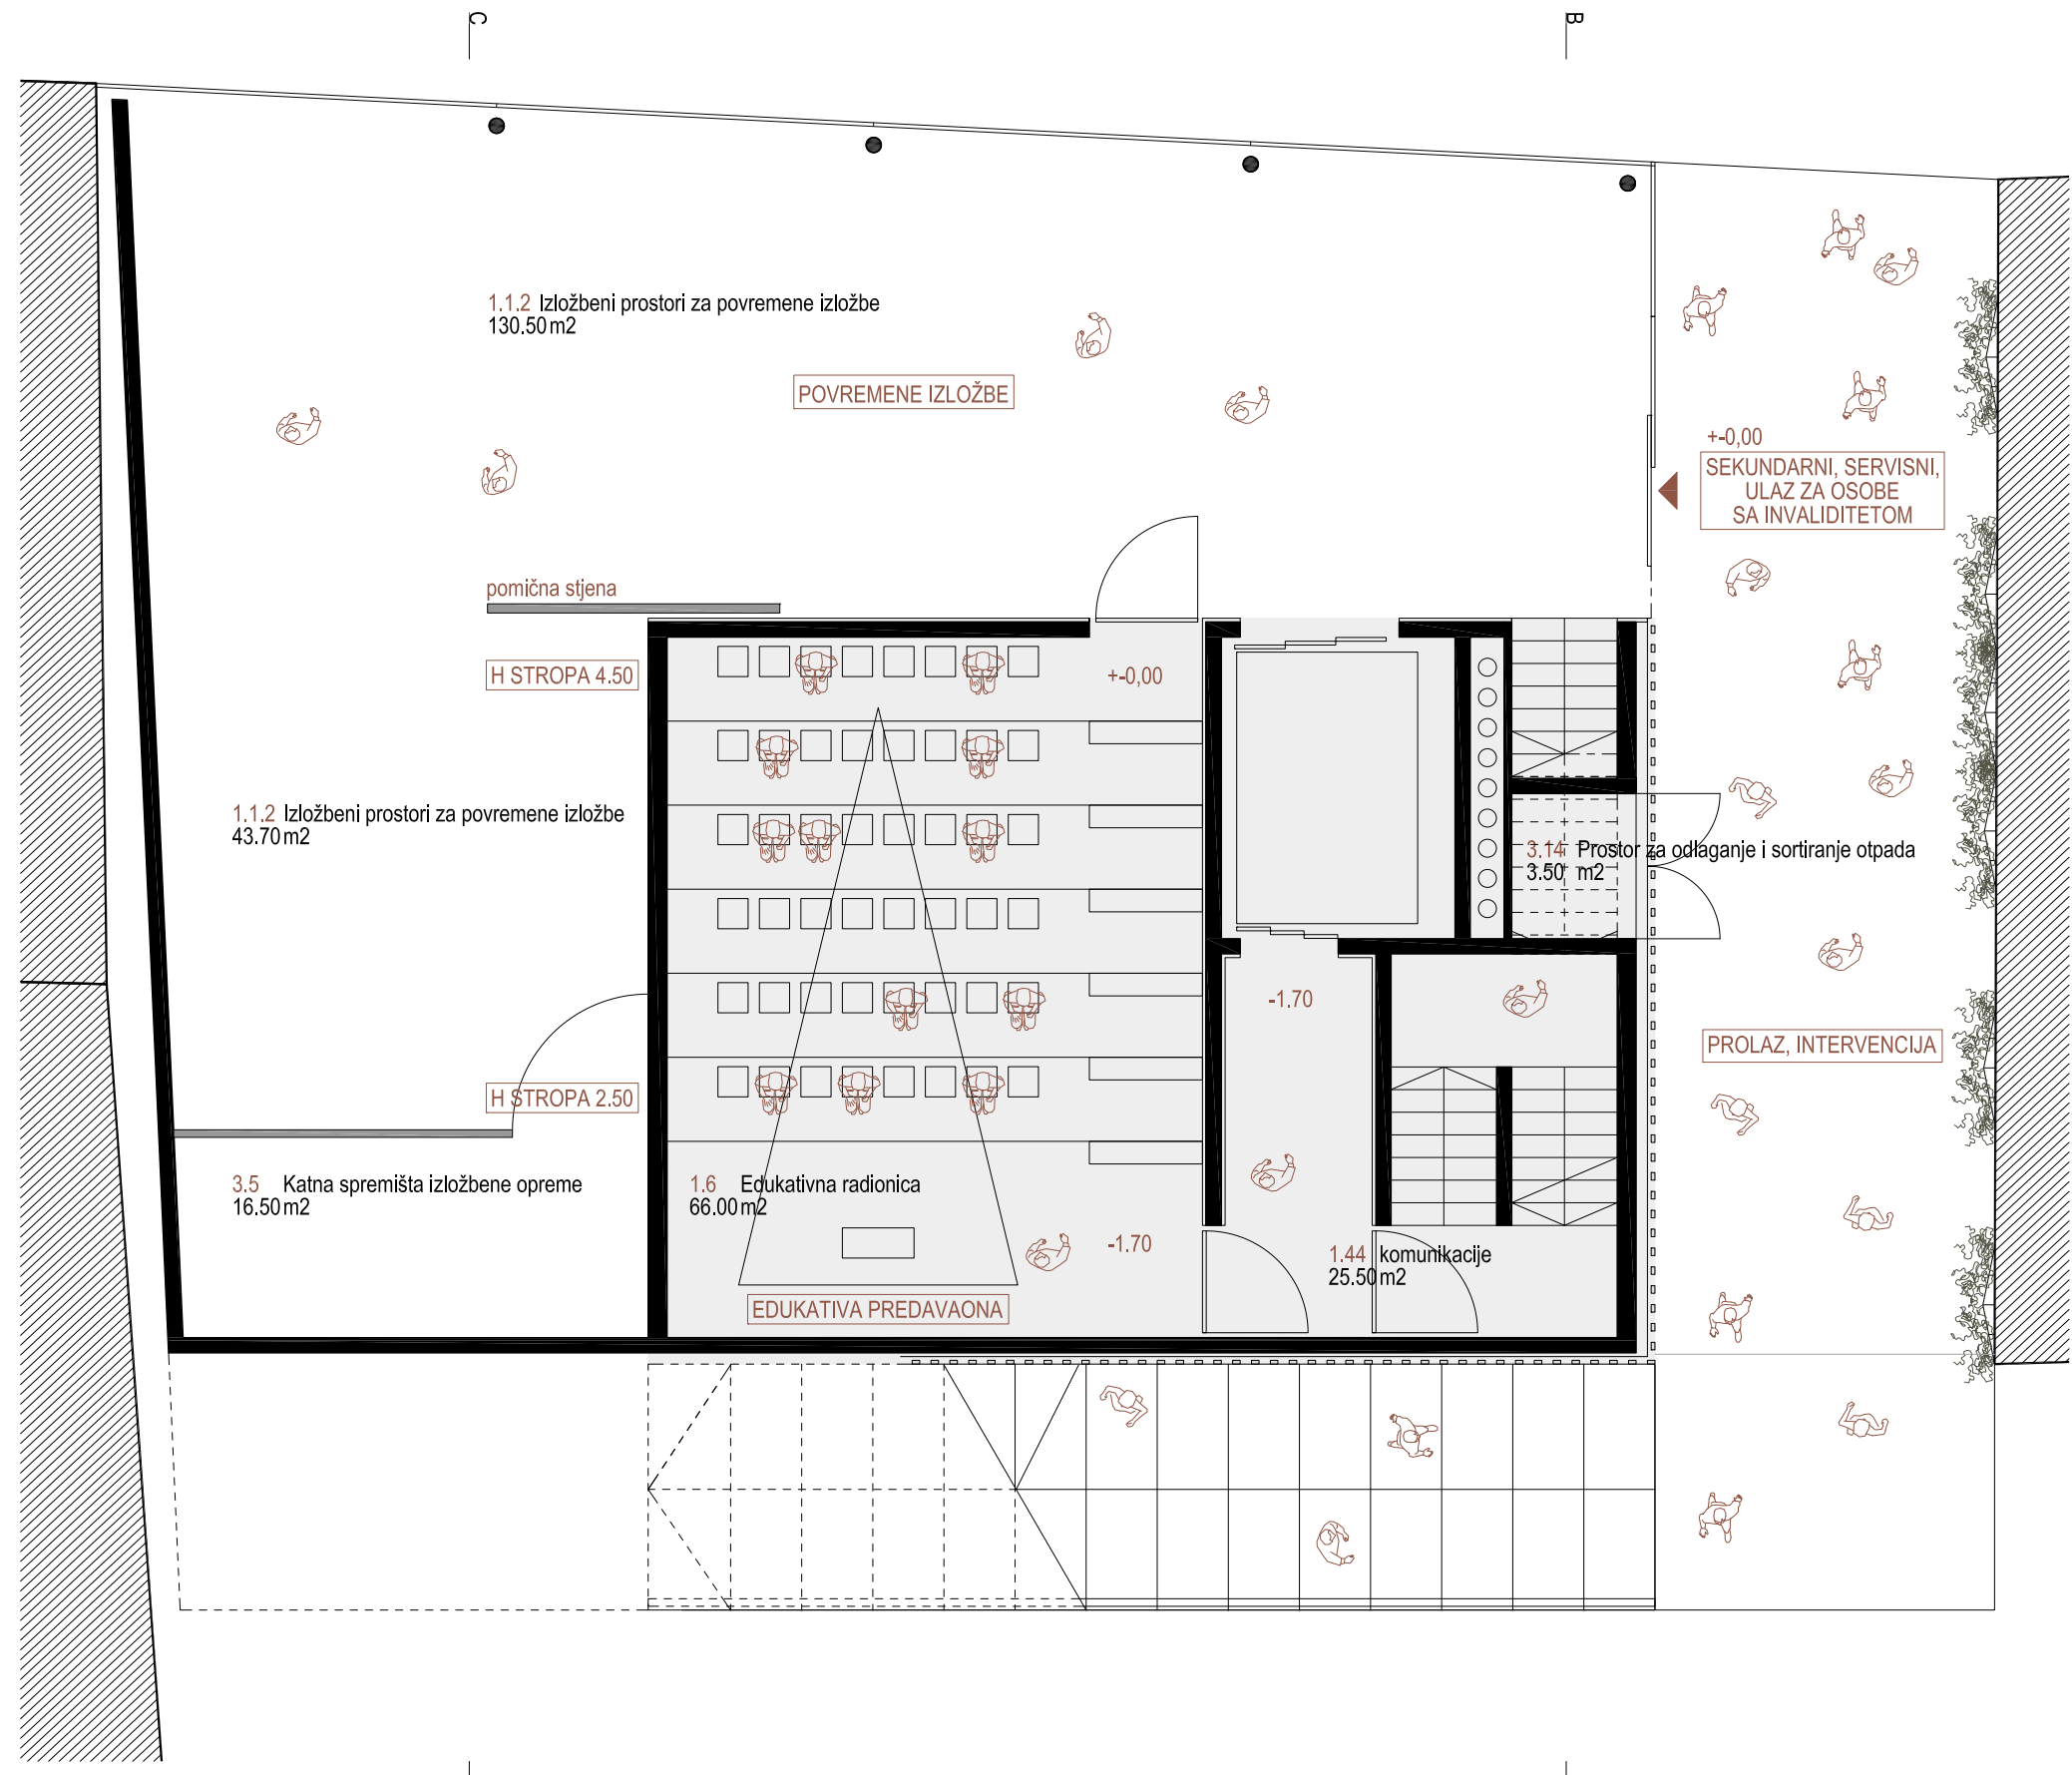 C
B
1.1.2 Izložbeni prostori za povremene izložbe
130.50 m2
POVREMENE IZLOŽBE
+-0,00
SEKUNDARNI, SERVISNI,
ULAZ ZA OSOBE
SA INVALIDITETOM
pomična stjena
H STROPA 4.50
+-0,00
1.1.2 Izložbeni prostori za povremene izložbe
43.70 m2
3.14 Prostor za odlaganje i sortiranje otpada
3.50 m2
-1.70
PROLAZ, INTERVENCIJA
H STROPA 2.50
3.5 Katna spremišta izložbene opreme
16.50 m2
1.6 Edukativna radionica
66.00 m2
-1.70
1.44 komunikacije
25.50 m2
EDUKATIVA PREDAVAONA